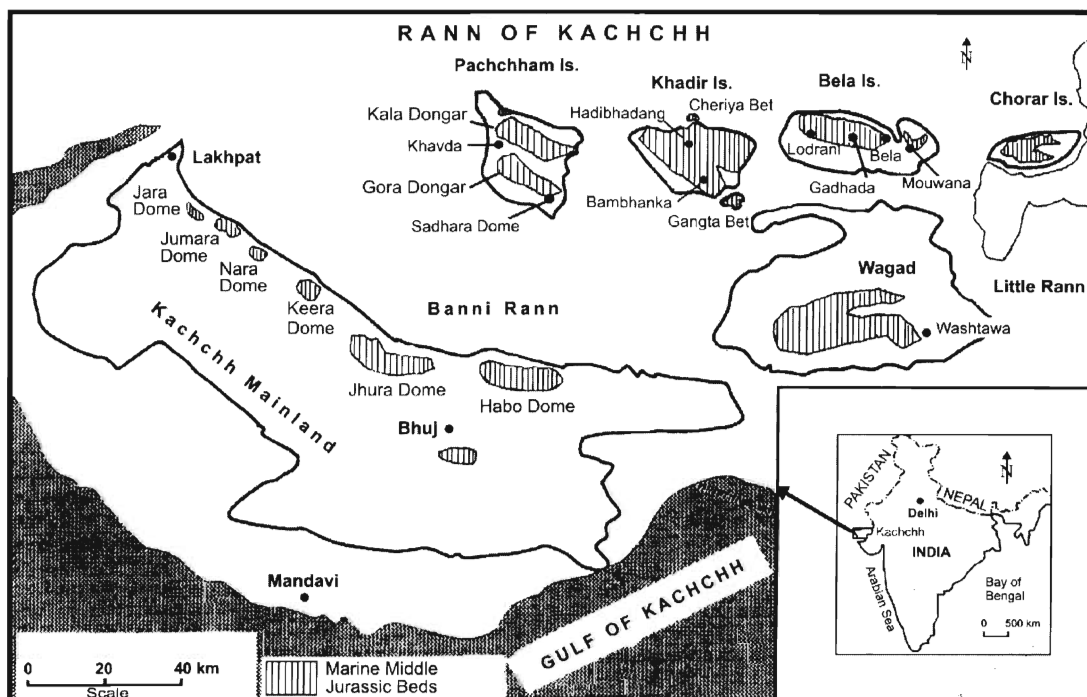 RANN OF KACHCHH
N
Pachchham Is.
Khadir Is.
Bela Is.
Chorar Is.
Kala Dongar
Khavda
Gora Dongar
Sadhara Dome
Hadibhadang
Cheriya Bet
Bambhanka
Gangta Bet
Lodrani
Bela
Gadhada
Mouwana
Lakhpat
Jara
Dome
Jumara
Dome
Nara
Dome
Keera
Dome
Banni Rann
Wagad
Little Rann
Washtawa
Kachchh Mainland
Jhura Dome
Habo Dome
Bhuj
Mandavi
GULF OF KACHCHH
0 20 40 km
Scale
Marine Middle
Jurassic Beds
N
PAKISTAN
NEPAL
Delhi
Kachchh
INDIA
Arabian Sea
Bay of
Bengal
0 500 km